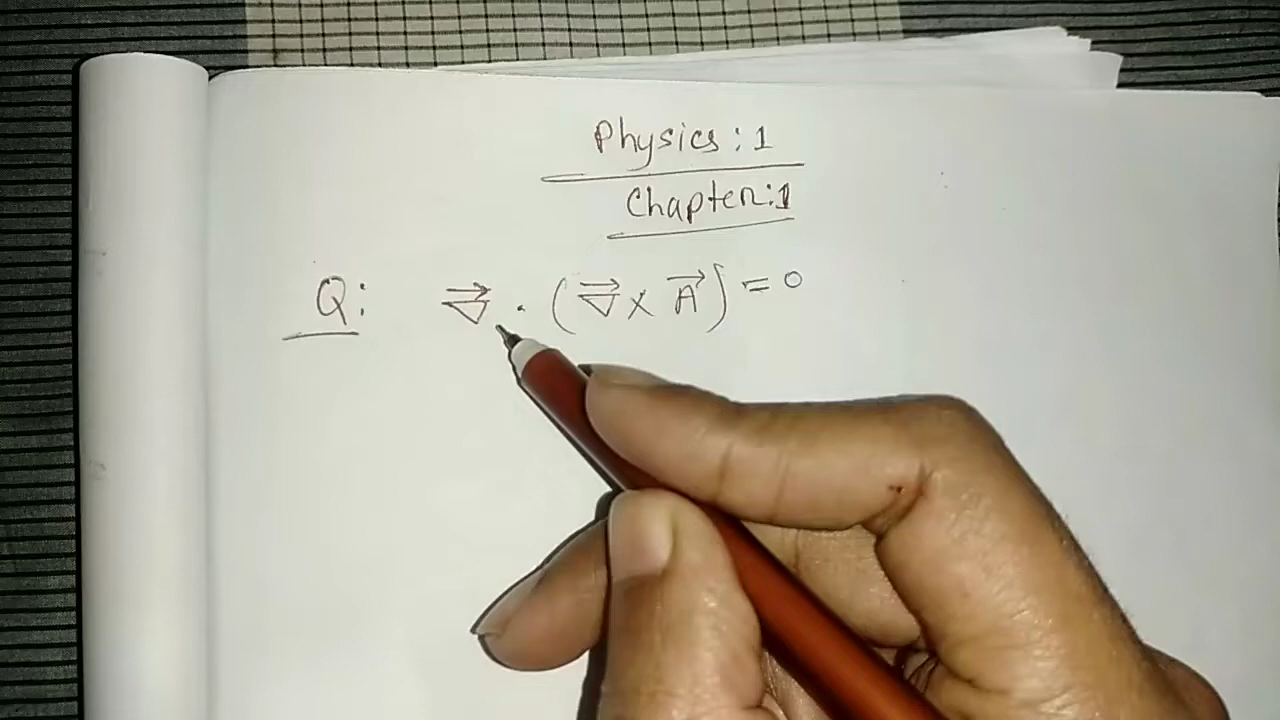 Physics: 1
Chapter: 1
Q: ∇⃗ · (∇⃗ × A⃗) = 0